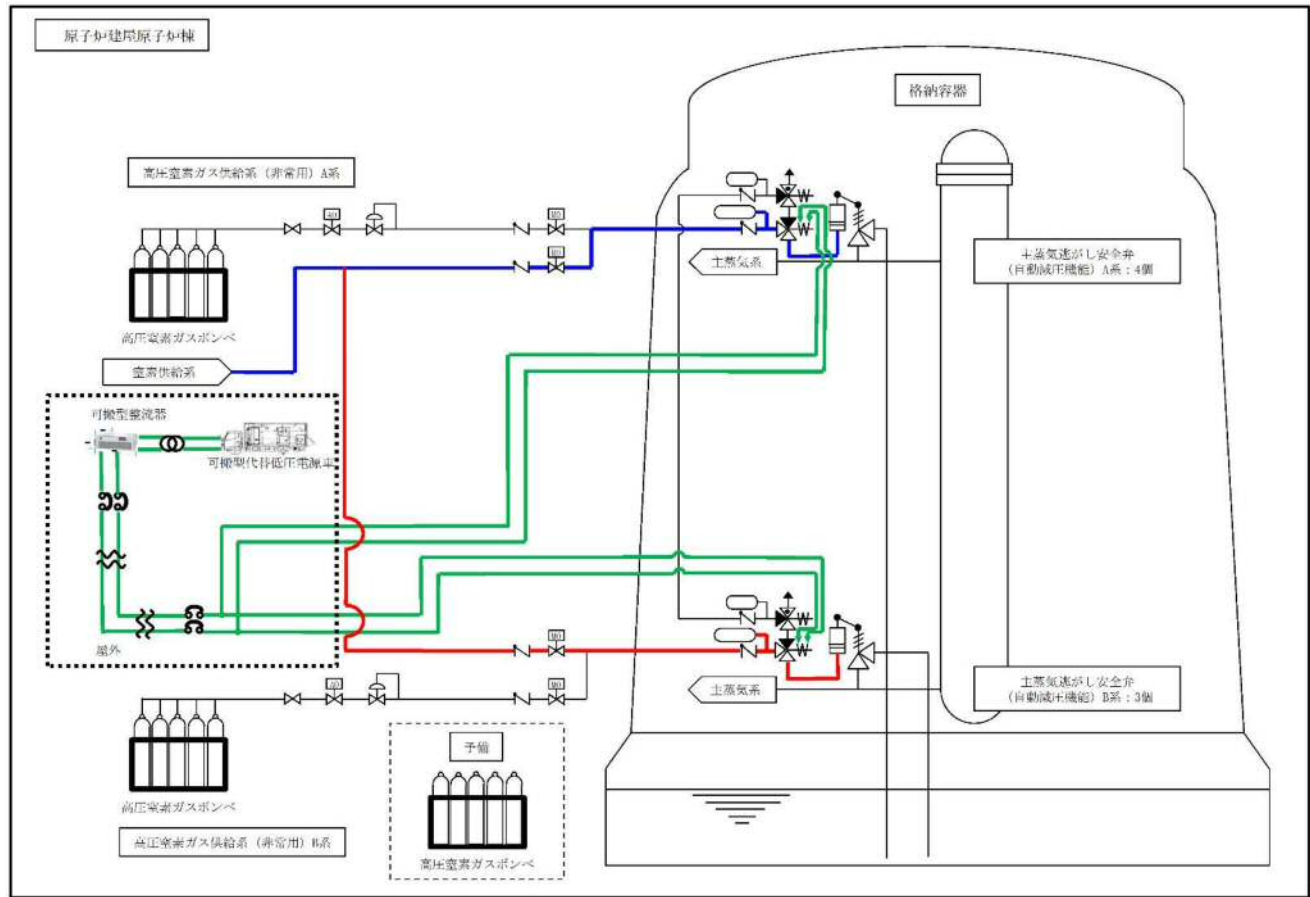 原子炉建屋原子炉棟
格納容器
高圧窒素ガス供給系(非常用)A系
AO
MO
MO
高圧窒素ガスボンベ
窒素供給系
主蒸気系
主蒸気逃がし安全弁
(自動減圧機能)A系:4個
可搬型整流器
可搬型代替低圧電源車
屋外
MO
AO
MO
主蒸気系
主蒸気逃がし安全弁
(自動減圧機能)B系:3個
高圧窒素ガスボンベ
高圧窒素ガス供給系(非常用)B系
予備
高圧窒素ガスボンベ